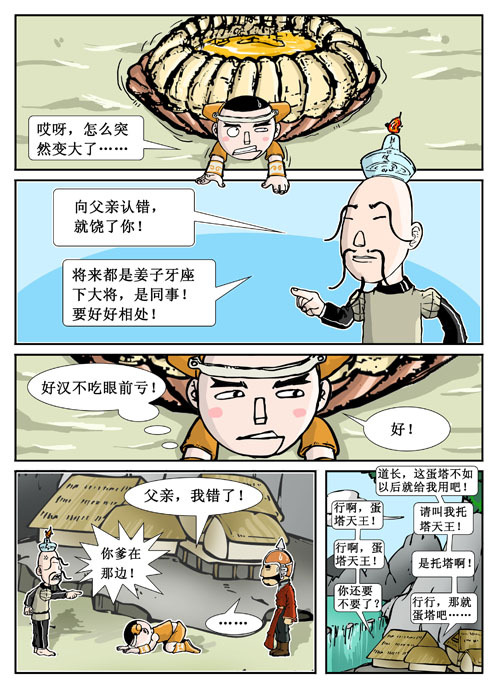 哎呀，怎么突
然变大了……
向父亲认错，
就饶了你！
将来都是姜子牙座
下大将，是同事！
要好好相处！
好汉不吃眼前亏！
好！
父亲，我错了！
你爹在
那边！
……
道长，这蛋塔不如
以后就给我用吧！
行啊，蛋
塔天王！
请叫我托
塔天王！
行啊，蛋
塔天王！
是托塔啊！
你还要
不要了？
行行，那就
蛋塔吧……